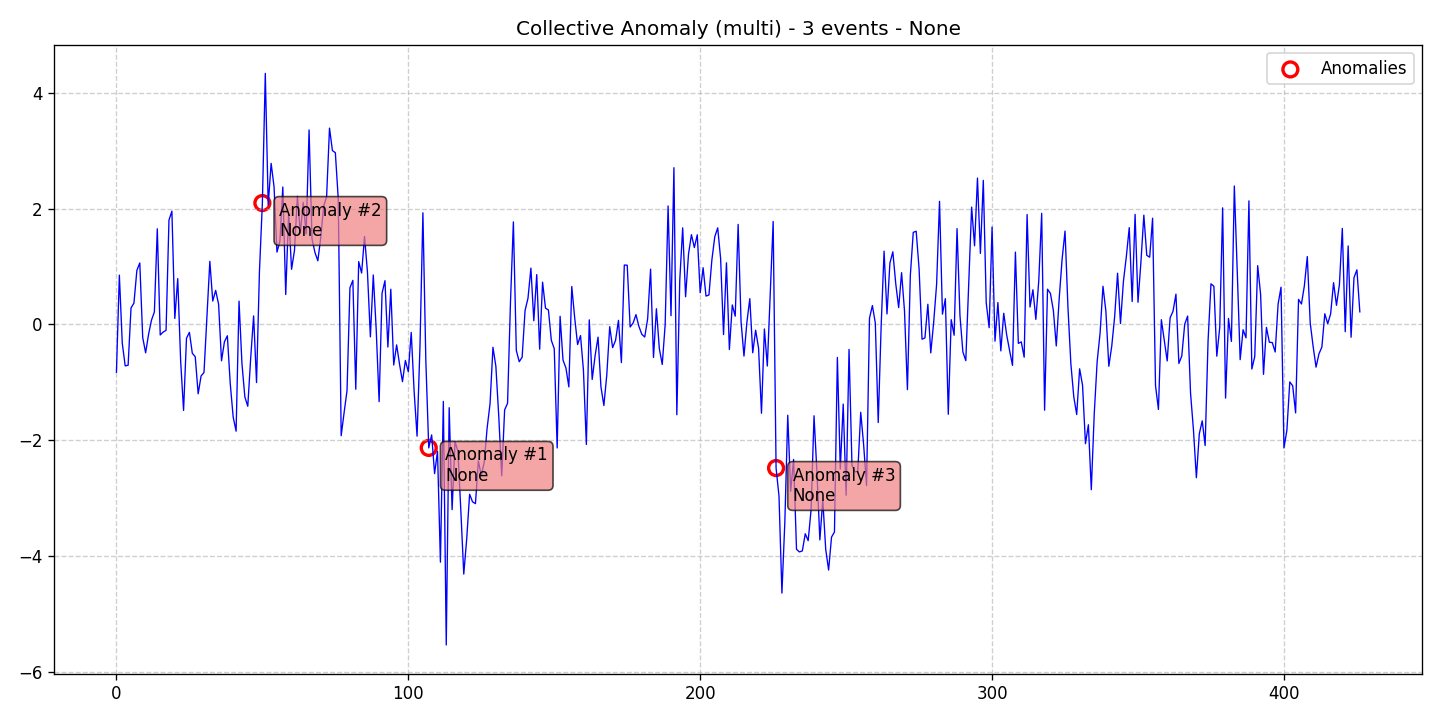 Collective Anomaly (multi) - 3 events - None
Anomalies
4
2
0
−2
−4
−6
Anomaly #2
None
Anomaly #1
None
Anomaly #3
None
0
100
200
300
400